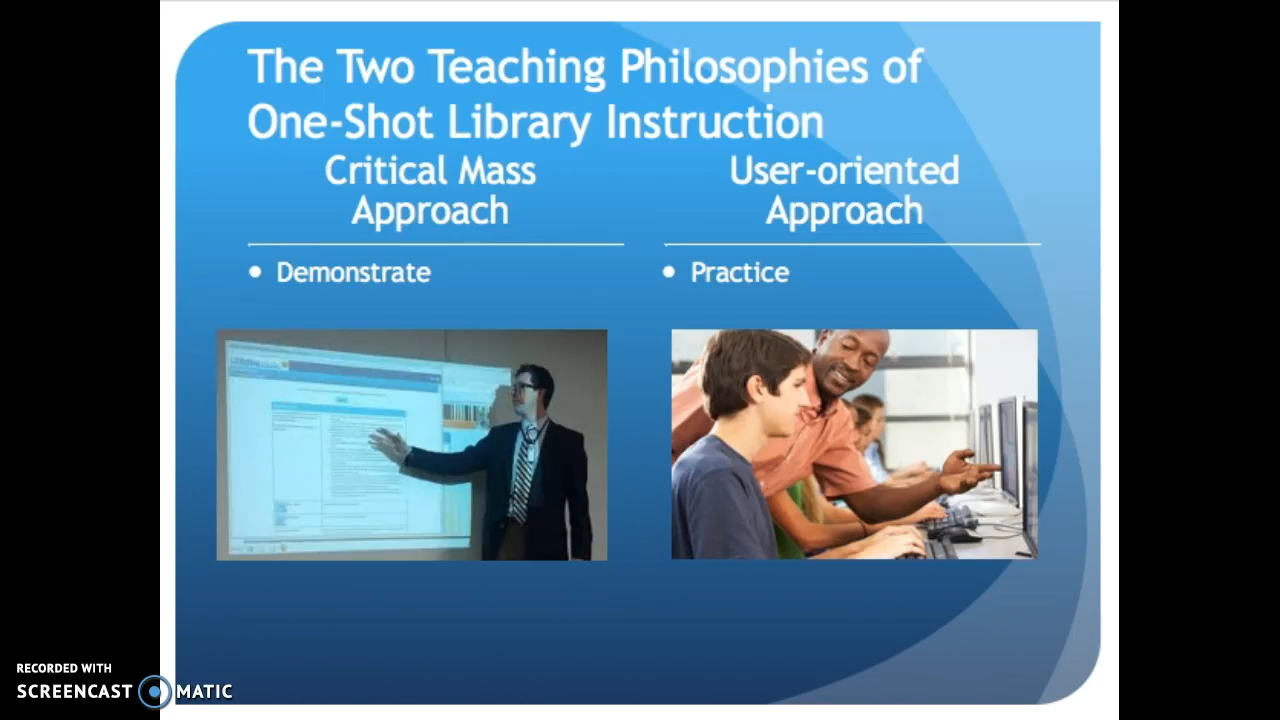 The Two Teaching Philosophies of
One-Shot Library Instruction
Critical Mass
Approach
• Demonstrate
User-oriented
Approach
• Practice
RECORDED WITH
SCREENCAST MATIC